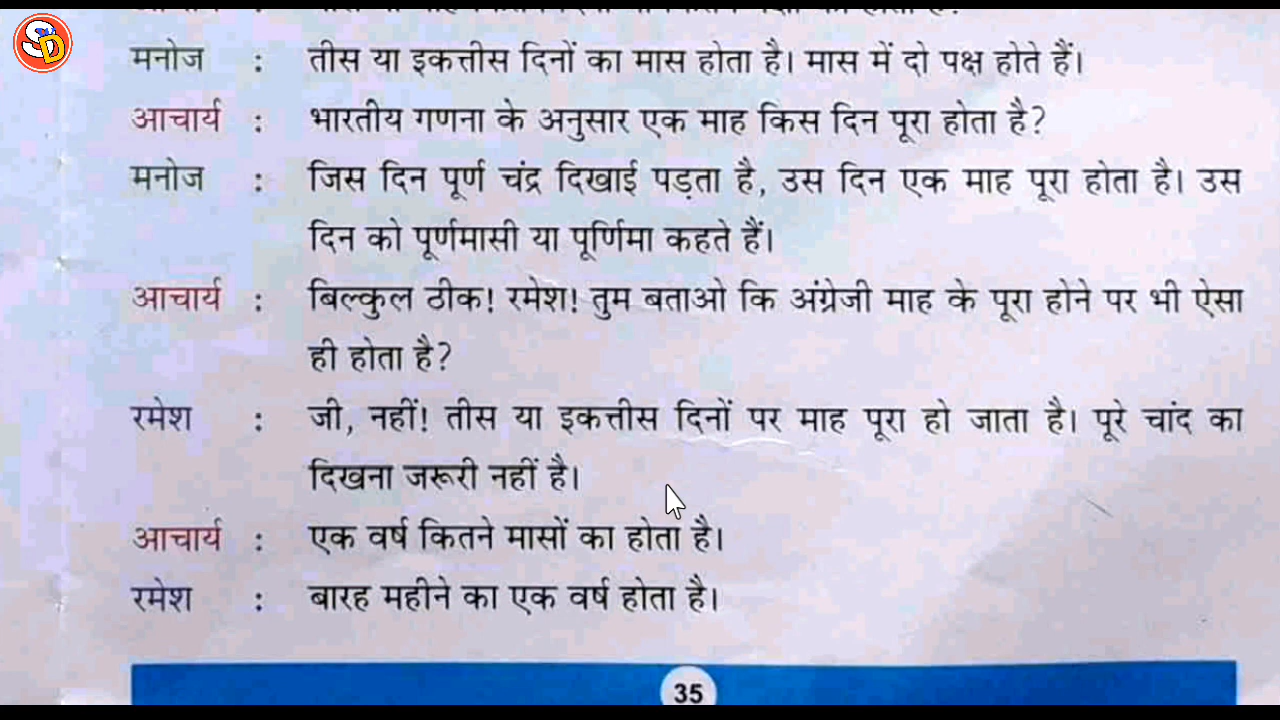 SD
मनोज : तीस या इकत्तीस दिनों का मास होता है। मास में दो पक्ष होते हैं।
आचार्य : भारतीय गणना के अनुसार एक माह किस दिन पूरा होता है?
मनोज : जिस दिन पूर्ण चंद्र दिखाई पड़ता है, उस दिन एक माह पूरा होता है। उस
दिन को पूर्णमासी या पूर्णिमा कहते हैं।
आचार्य : बिल्कुल ठीक! रमेश! तुम बताओ कि अंग्रेजी माह के पूरा होने पर भी ऐसा
ही होता है?
रमेश : जी, नहीं! तीस या इकत्तीस दिनों पर माह पूरा हो जाता है। पूरे चांद का
दिखना जरूरी नहीं है।
आचार्य : एक वर्ष कितने मासों का होता है।
रमेश : बारह महीने का एक वर्ष होता है।
35